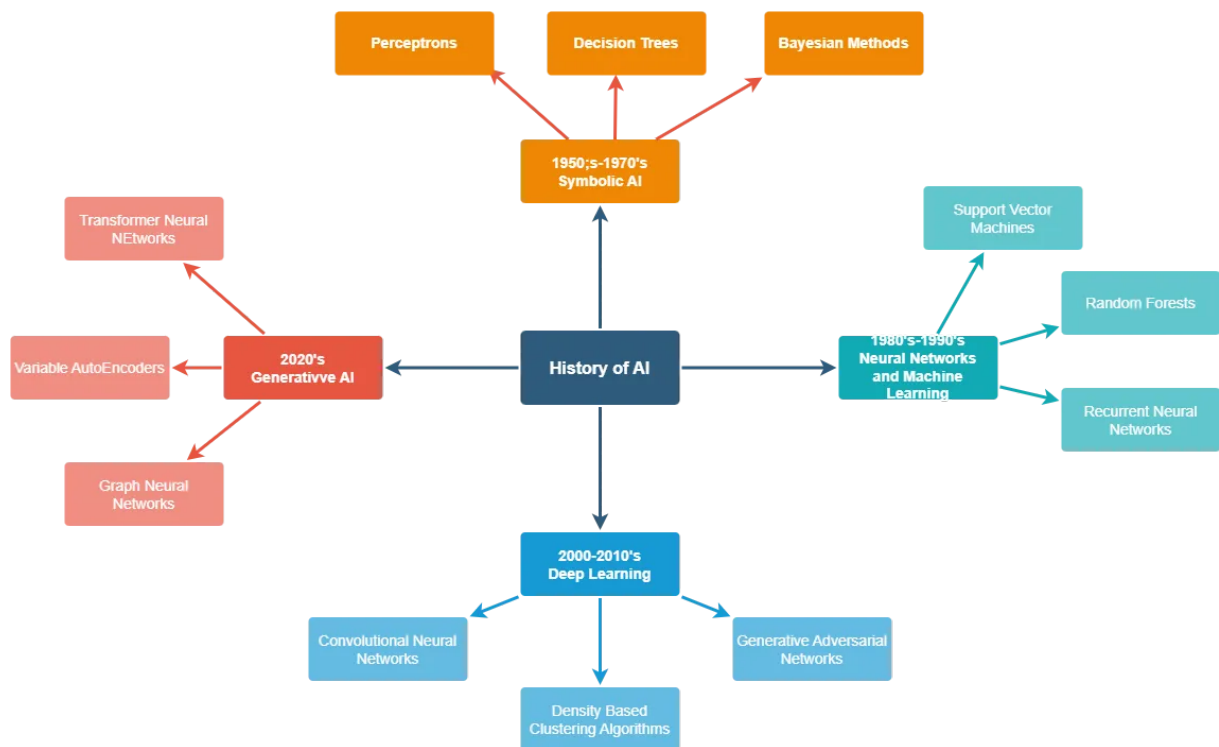 Perceptrons
Decision Trees
Bayesian Methods
1950;s-1970's
Symbolic AI
Transformer Neural
NEtworks
Support Vector
Machines
Random Forests
Variable AutoEncoders
2020's
Generativve AI
History of AI
1980's-1990's
Neural Networks
and Machine
Learning
Recurrent Neural
Networks
Graph Neural
Networks
2000-2010's
Deep Learning
Convolutional Neural
Networks
Generative Adversarial
Networks
Density Based
Clustering Algorithms